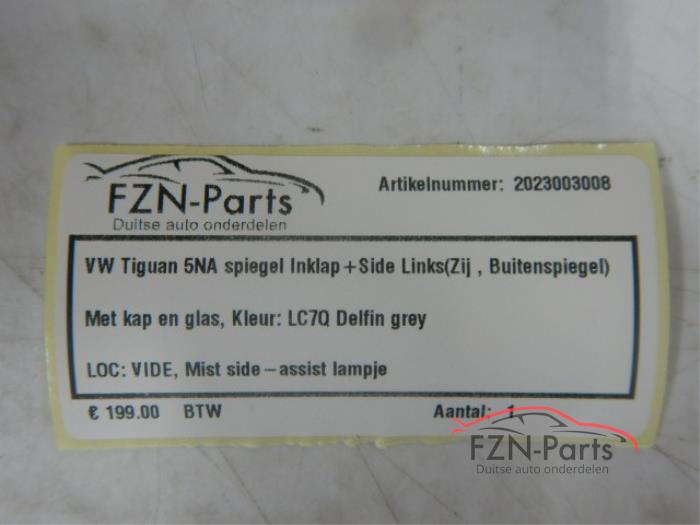 FZN-Parts
Duitse auto onderdelen
Artikelnummer: 2023003008
VW Tiguan 5NA spiegel Inklap+Side Links(Zij , Buitenspiegel)
Met kap en glas, Kleur: LC7Q Delfin grey
LOC: VIDE, Mist side-assist lampje
€ 199.00 BTW Aantal: 1
FZN-Parts
Duitse auto onderdelen